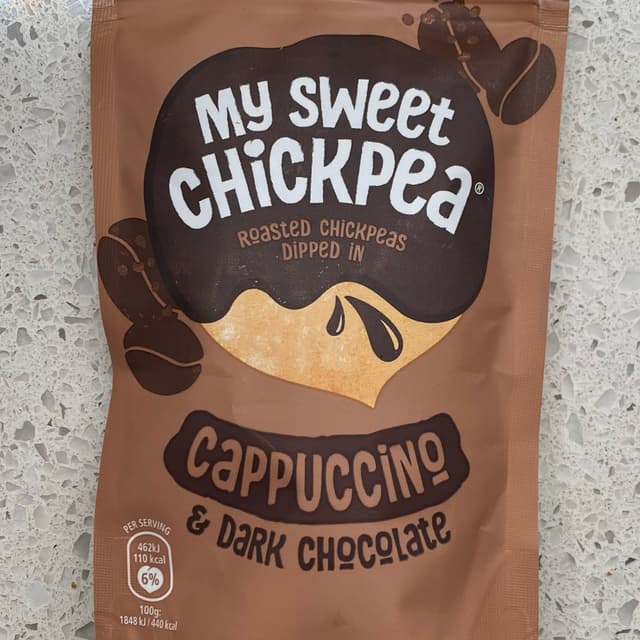 My Sweet
Chickpea®
Roasted Chickpeas
Dipped in
Cappuccino
& Dark Chocolate
PER SERVING
462kJ
110 kcal
6%
100g:
1848 kJ / 440 kcal